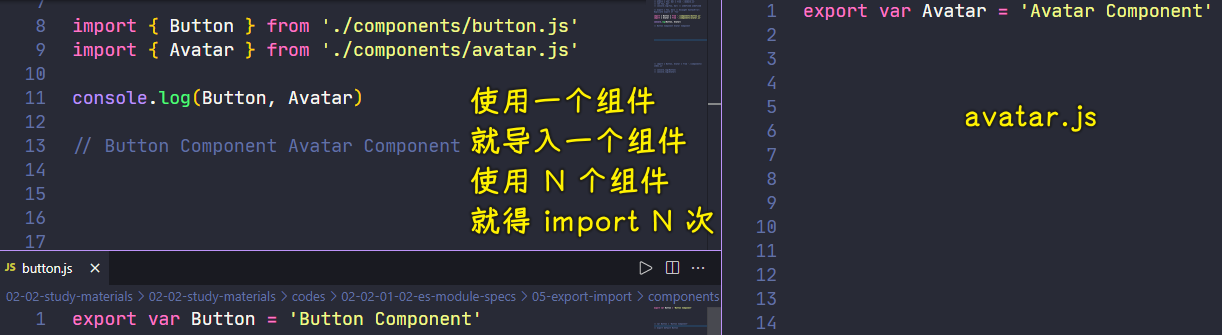 7
8 import { Button } from './components/button.js'
9 import { Avatar } from './components/avatar.js'
10
11 console.log(Button, Avatar)
12
13 // Button Component Avatar Component
14
15
16
17
使用一个组件
就导入一个组件
使用 N 个组件
就得 import N 次
JS button.js ×
02-02-study-materials > 02-02-study-materials > codes > 02-02-01-02-es-module-specs > 05-export-import > components
1 export var Button = 'Button Component'
1 export var Avatar = 'Avatar Component'
2
3
4
5
6
7
8
9
10
11
12
13
14
avatar.js